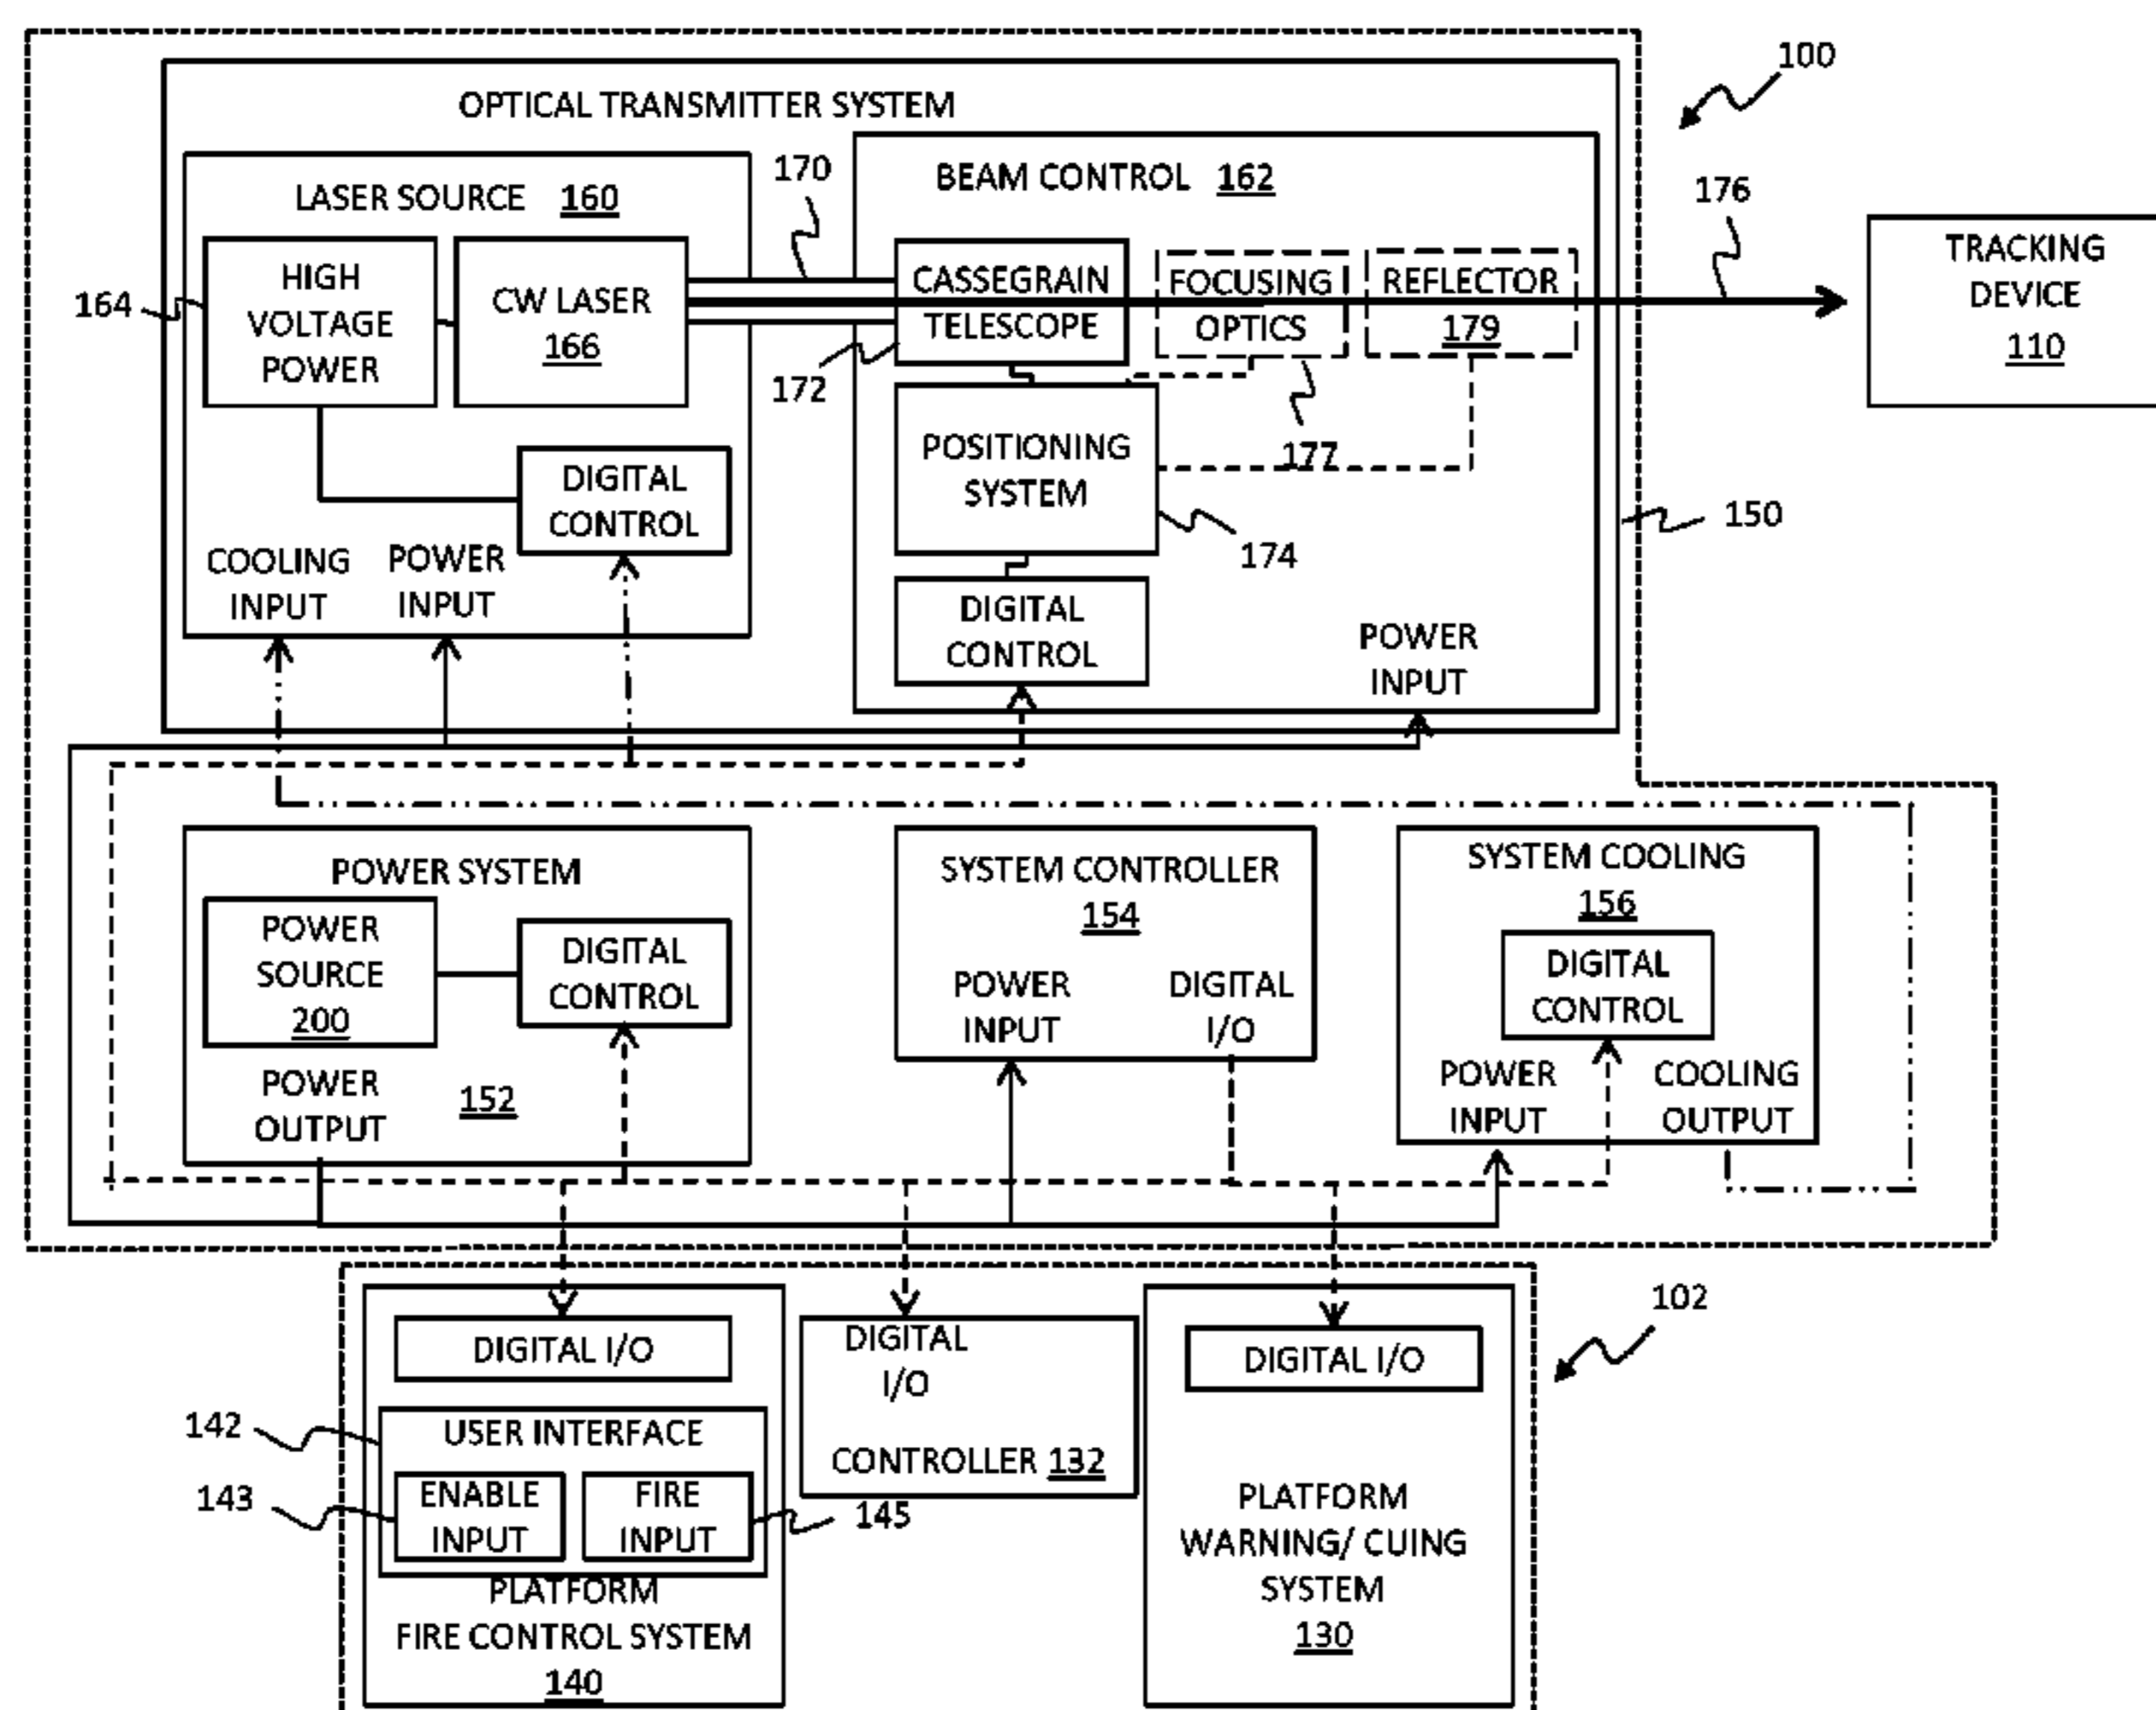 100
OPTICAL TRANSMITTER SYSTEM
LASER SOURCE 160
170
BEAM CONTROL 162
176
164
HIGH
VOLTAGE
POWER
CW LASER
166
CASSEGRAIN
TELESCOPE
172
FOCUSING
OPTICS
177
REFLECTOR
179
TRACKING
DEVICE
110
POSITIONING
SYSTEM
174
150
DIGITAL
CONTROL
COOLING
INPUT
POWER
INPUT
DIGITAL
CONTROL
POWER
INPUT
POWER SYSTEM
POWER
SOURCE
200
DIGITAL
CONTROL
POWER
OUTPUT
152
SYSTEM CONTROLLER
154
POWER
INPUT
DIGITAL
I/O
SYSTEM COOLING
156
DIGITAL
CONTROL
POWER
INPUT
COOLING
OUTPUT
102
DIGITAL I/O
142
USER INTERFACE
143
ENABLE
INPUT
FIRE
INPUT
145
PLATFORM
FIRE CONTROL SYSTEM
140
DIGITAL
I/O
CONTROLLER 132
DIGITAL I/O
PLATFORM
WARNING/ CUING
SYSTEM
130